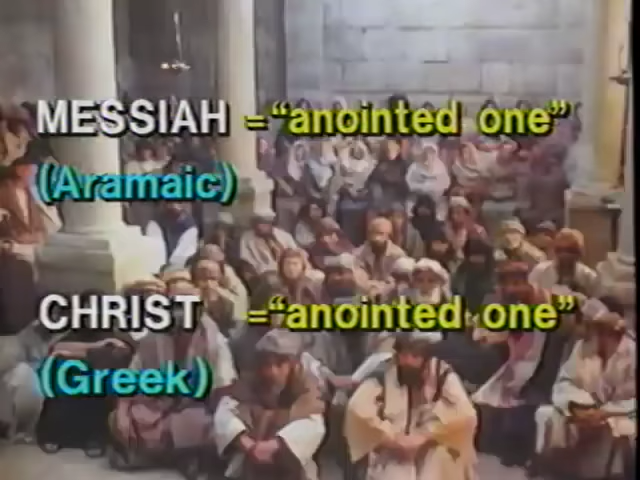 MESSIAH = "anointed one"
(Aramaic)
CHRIST = "anointed one"
(Greek)